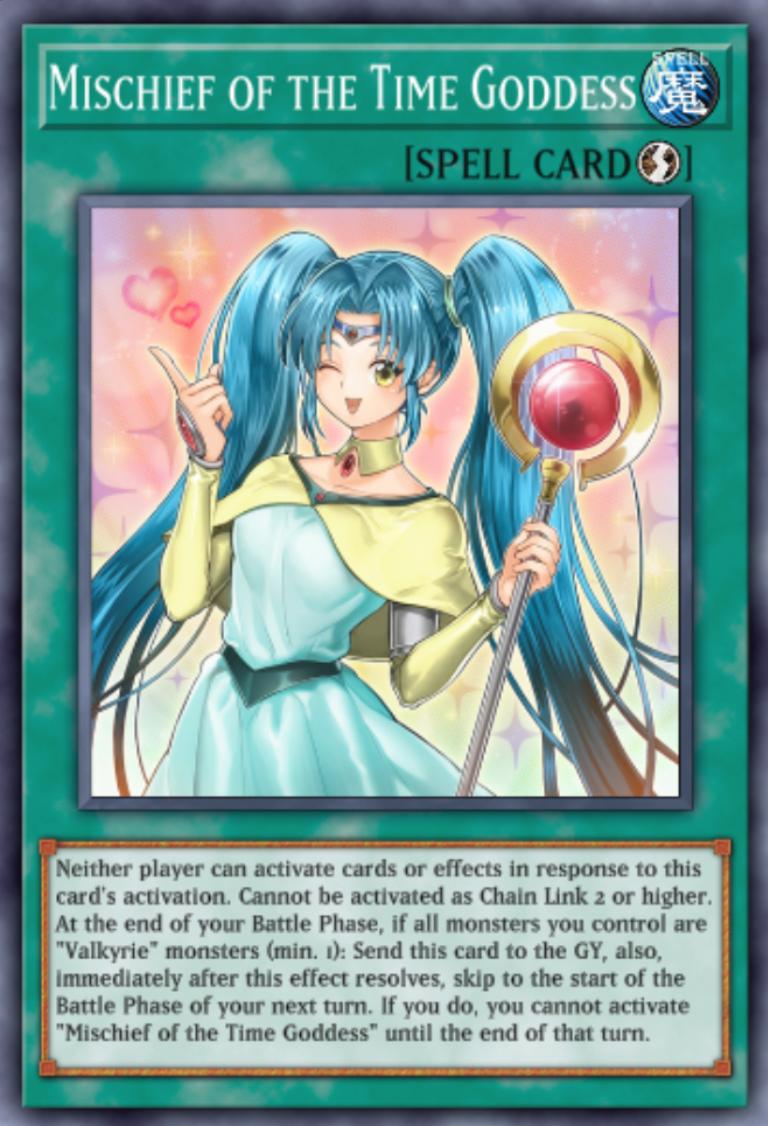 MISCHIEF OF THE TIME GODDESS
SPELL
魔
[SPELL CARD]
Neither player can activate cards or effects in response to this
card's activation. Cannot be activated as Chain Link 2 or higher.
At the end of your Battle Phase, if all monsters you control are
"Valkyrie" monsters (min. 1): Send this card to the GY, also,
immediately after this effect resolves, skip to the start of the
Battle Phase of your next turn. If you do, you cannot activate
"Mischief of the Time Goddess" until the end of that turn.